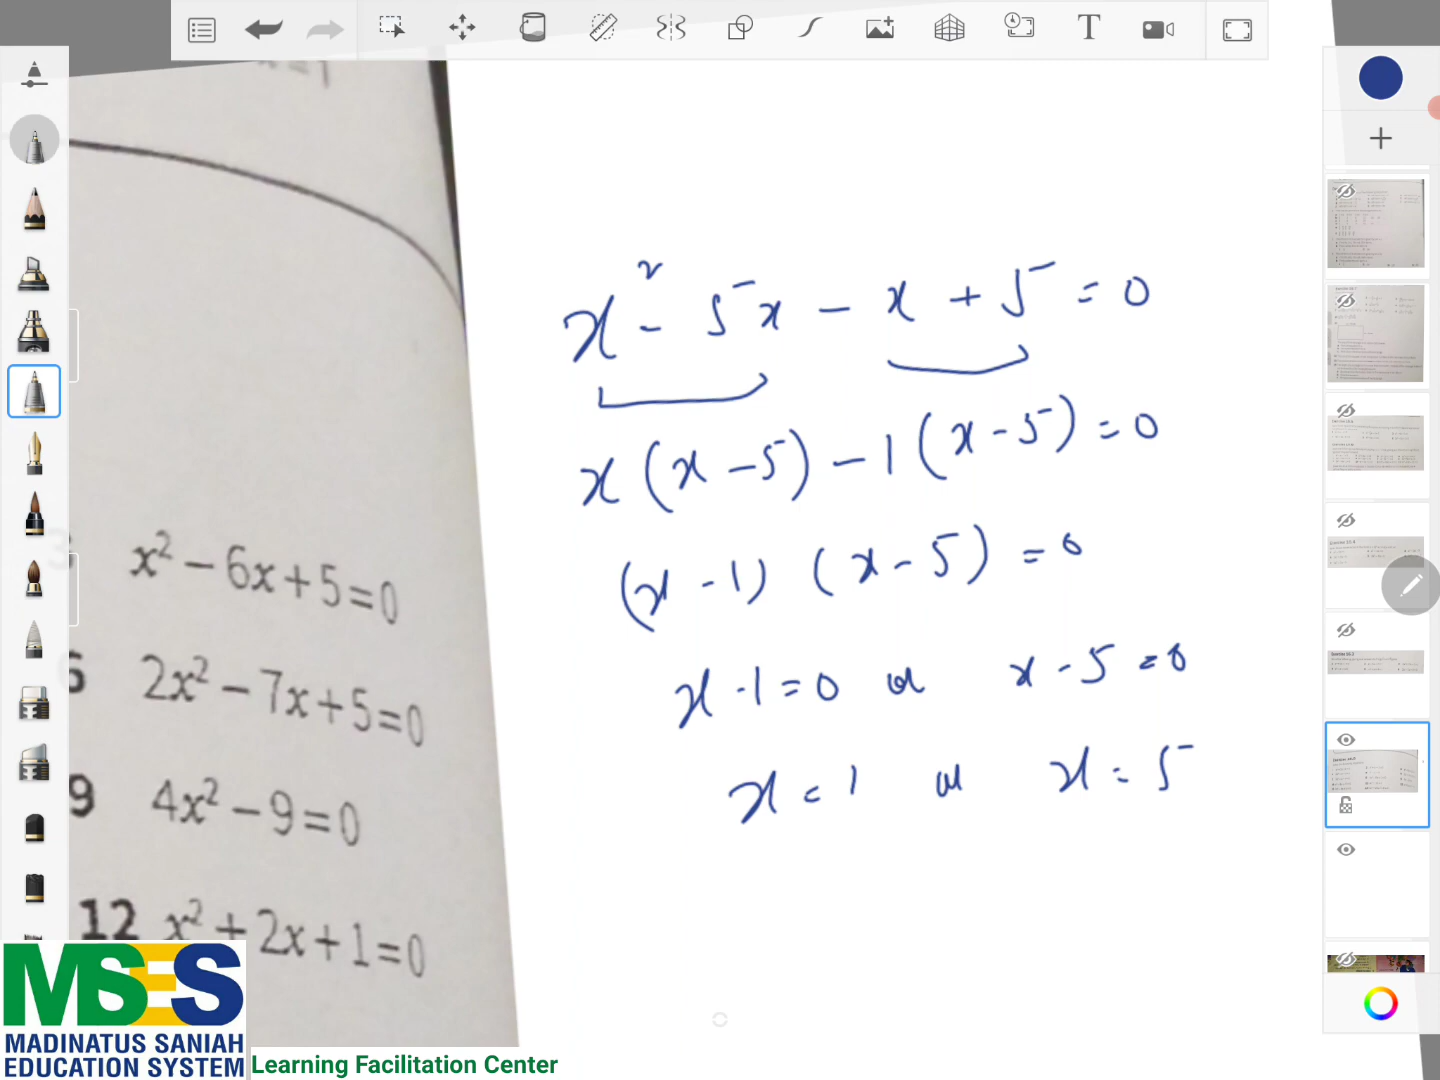 x² - 5x - x + 5 = 0
x (x - 5) - 1 (x - 5) = 0
(x - 1) (x - 5) = 0
x - 1 = 0 or x - 5 = 0
x = 1 or x = 5
x² − 6x + 5 = 0
2x² − 7x + 5 = 0
9 4x² − 9 = 0
12 x² + 2x + 1 = 0
MSES
MADINATUS SANIAH
EDUCATION SYSTEM
Learning Facilitation Center
T